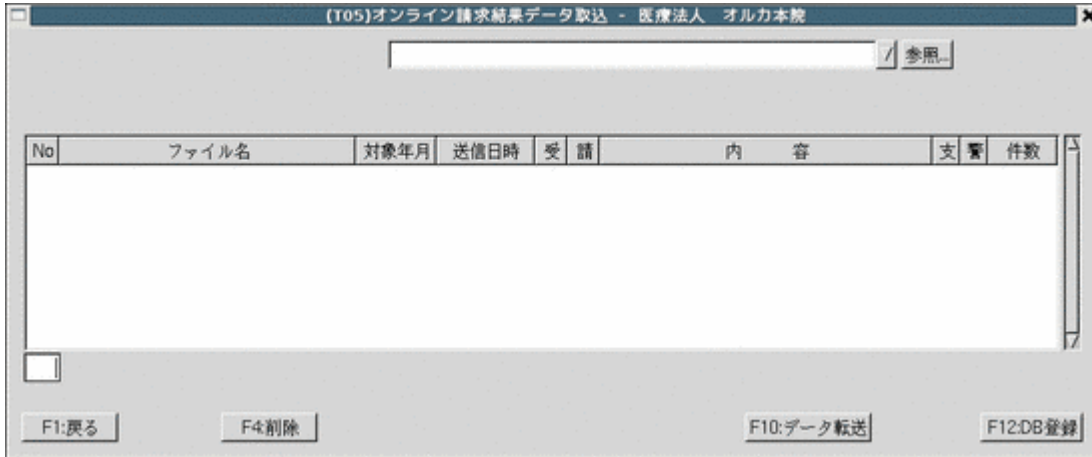 (T05)オンライン請求結果データ取込 - 医療法人　オルカ本院
参照...
No ファイル名 対象年月 送信日時 受 請 内　容 支 警 件数
F1:戻る F4:削除 F10:データ転送 F12:DB登録